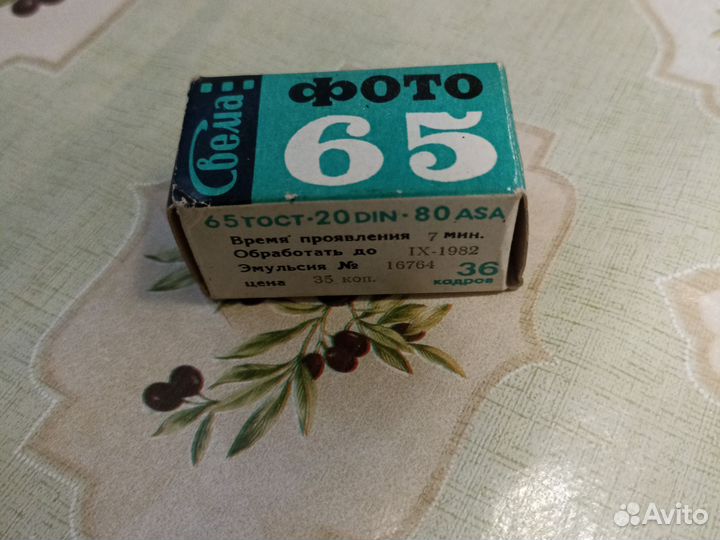 Свема
ФОТО
65
65 ГОСТ · 20 DIN · 80 ASA
Время проявления 7 мин.
Обработать до IX-1982
Эмульсия № 16764
цена 35 коп.
36
кадров
Avito